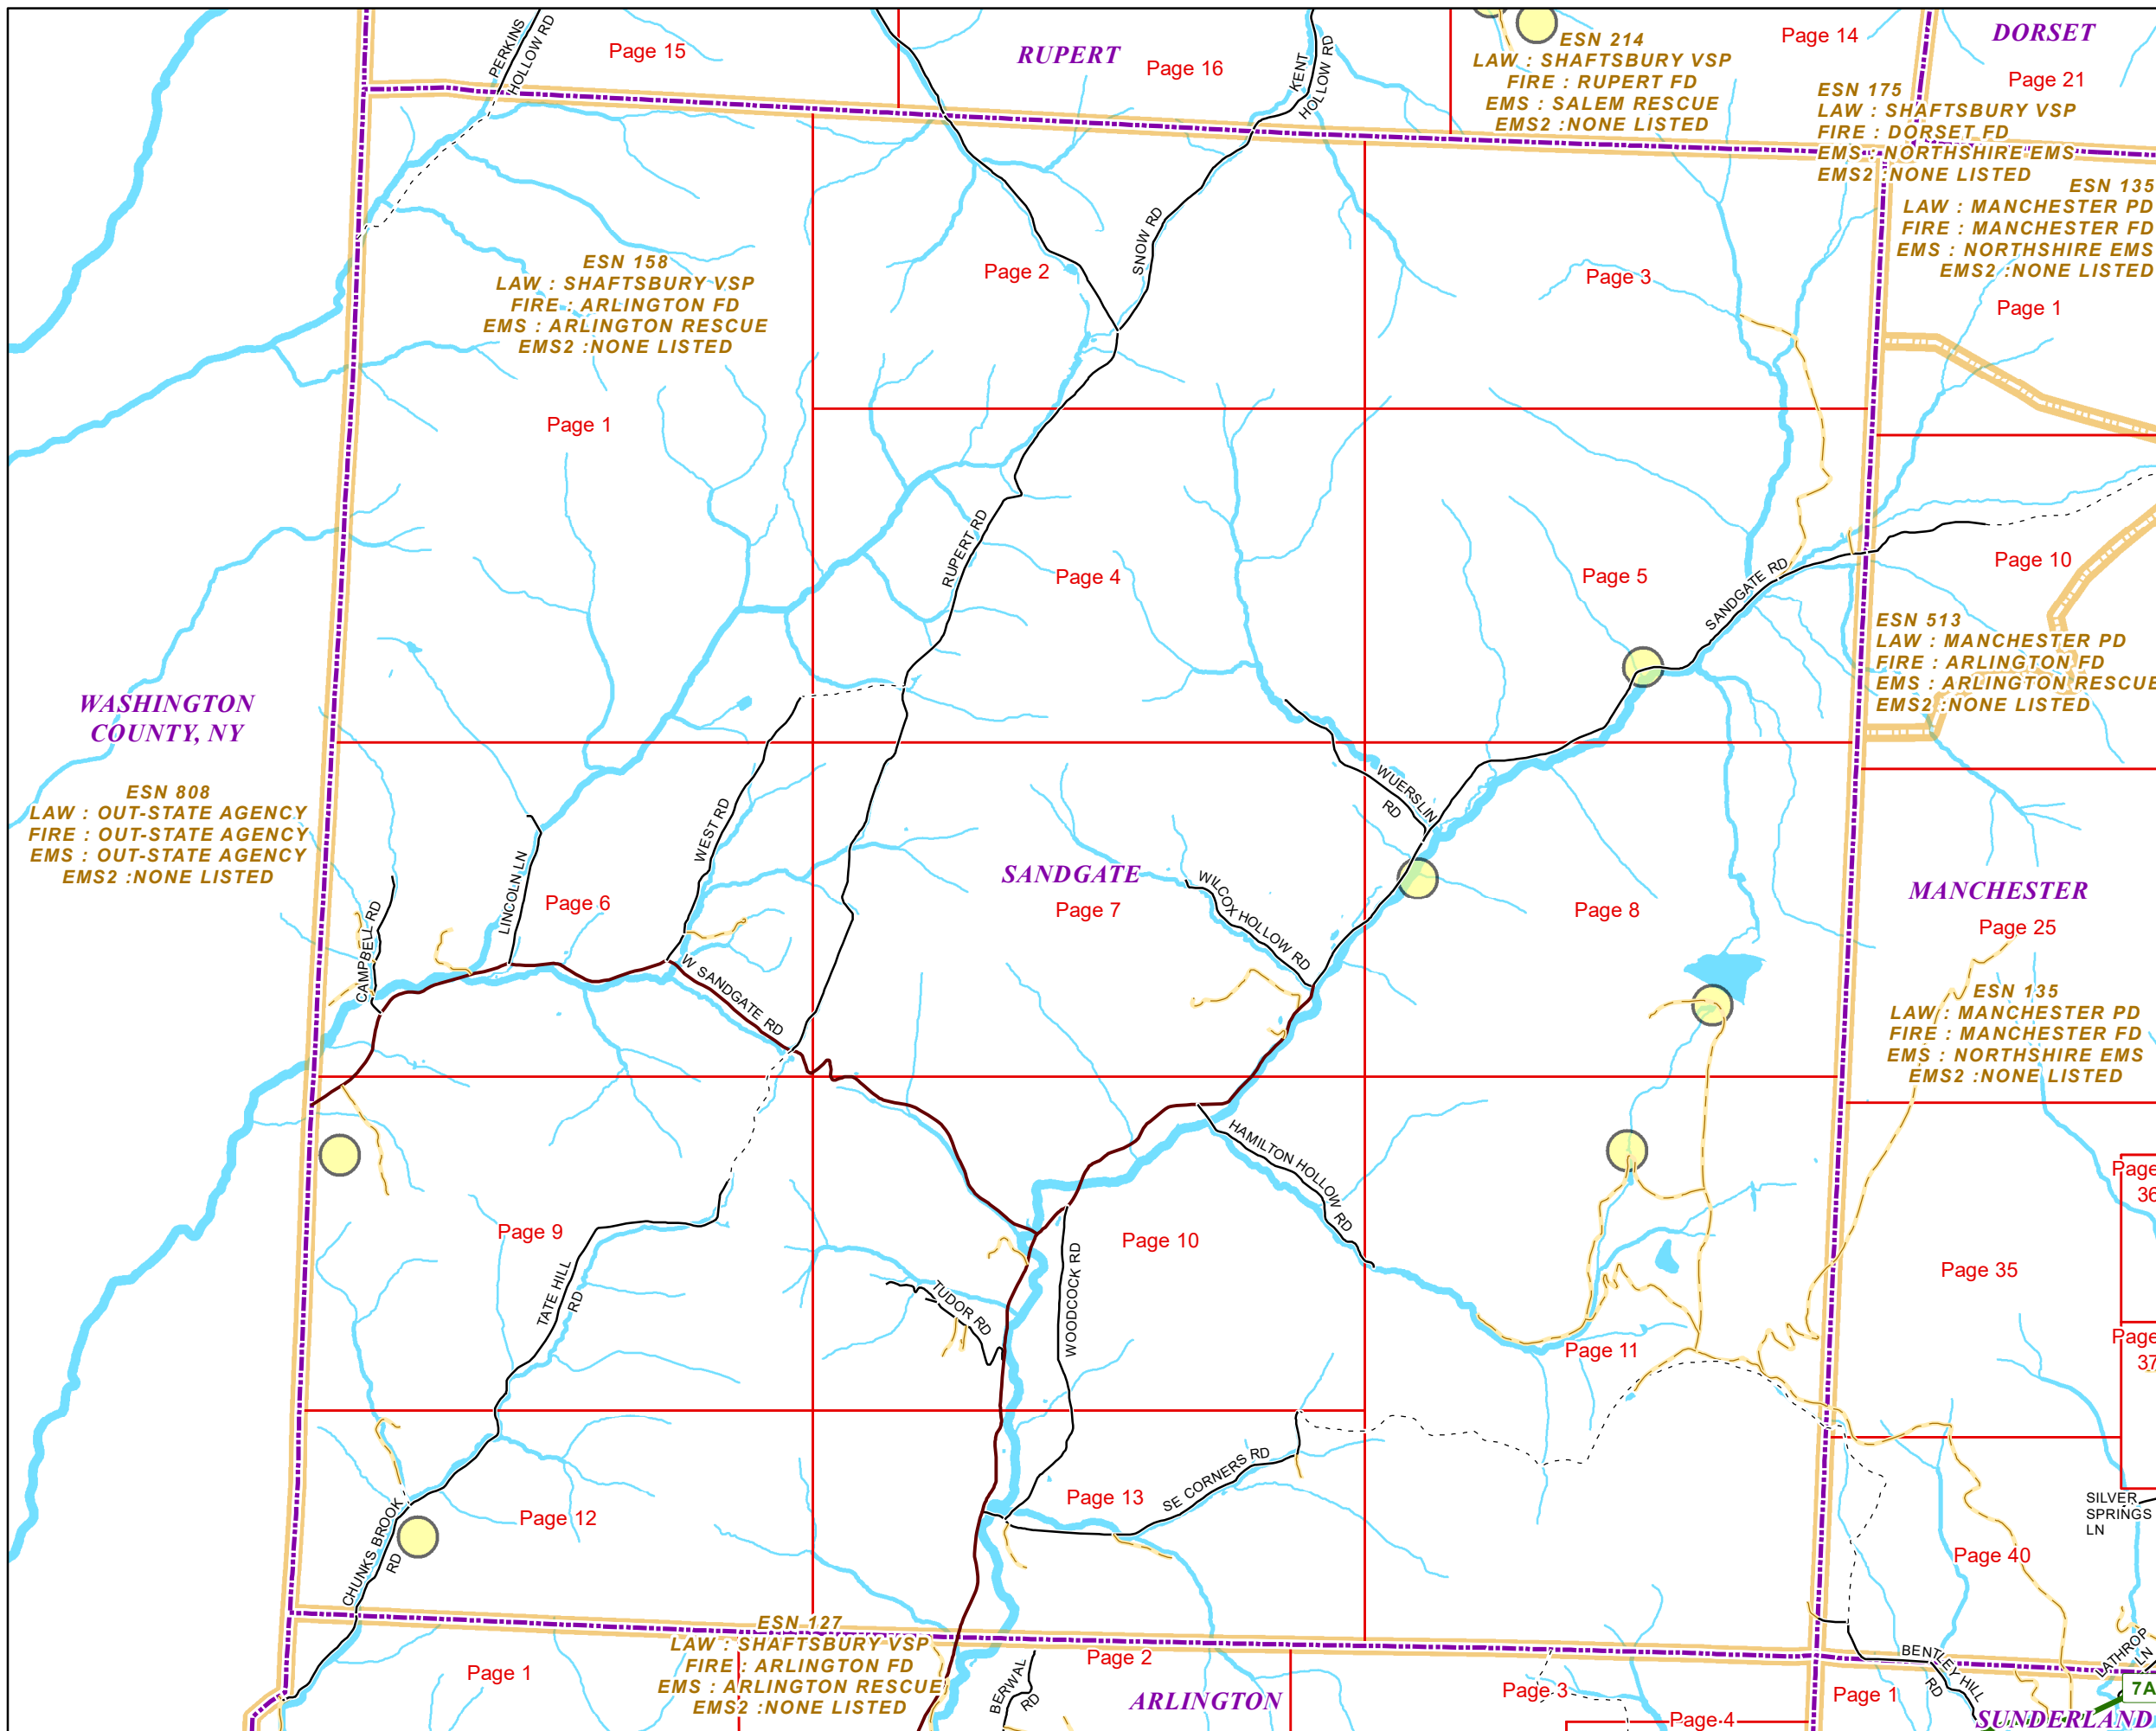 PERKINS
HOLLOW RD
Page 15
RUPERT
Page 16
KENT
HOLLOW RD
ESN 214
LAW : SHAFTSBURY VSP
FIRE : RUPERT FD
EMS : SALEM RESCUE
EMS2 :NONE LISTED
Page 14
DORSET
Page 21
ESN 175
LAW : SHAFTSBURY VSP
FIRE : DORSET FD
EMS : NORTHSHIRE EMS
EMS2 :NONE LISTED
ESN 135
LAW : MANCHESTER PD
FIRE : MANCHESTER FD
EMS : NORTHSHIRE EMS
EMS2 :NONE LISTED
Page 1
ESN 158
LAW : SHAFTSBURY VSP
FIRE : ARLINGTON FD
EMS : ARLINGTON RESCUE
EMS2 :NONE LISTED
Page 2
SNOW RD
Page 3
Page 1
RUPERT RD
Page 4
Page 5
SANDGATE RD
Page 10
ESN 513
LAW : MANCHESTER PD
FIRE : ARLINGTON FD
EMS : ARLINGTON RESCUE
EMS2 :NONE LISTED
WASHINGTON
COUNTY, NY
ESN 808
LAW : OUT-STATE AGENCY
FIRE : OUT-STATE AGENCY
EMS : OUT-STATE AGENCY
EMS2 :NONE LISTED
WEST RD
WUERSLIN
RD
LINCOLN LN
Page 6
CAMPBELL RD
SANDGATE
Page 7
WILCOX HOLLOW RD
Page 8
MANCHESTER
Page 25
W SANDGATE RD
ESN 135
LAW : MANCHESTER PD
FIRE : MANCHESTER FD
EMS : NORTHSHIRE EMS
EMS2 :NONE LISTED
HAMILTON HOLLOW
RD
Page
36
Page 9
Page 10
Page 35
TATE HILL
RD
TUDOR RD
WOODCOCK RD
Page 11
Page
37
Page 12
CHUNKS BROOK
RD
Page 13
SE CORNERS RD
SILVER
SPRINGS
LN
Page 40
ESN 127
LAW : SHAFTSBURY VSP
FIRE : ARLINGTON FD
EMS : ARLINGTON RESCUE
EMS2 :NONE LISTED
Page 1
Page 2
BERWAL
RD
ARLINGTON
Page 3
Page 4
Page 1
BENTLEY HILL
RD
LATHROP
LN
7A
SUNDERLAND